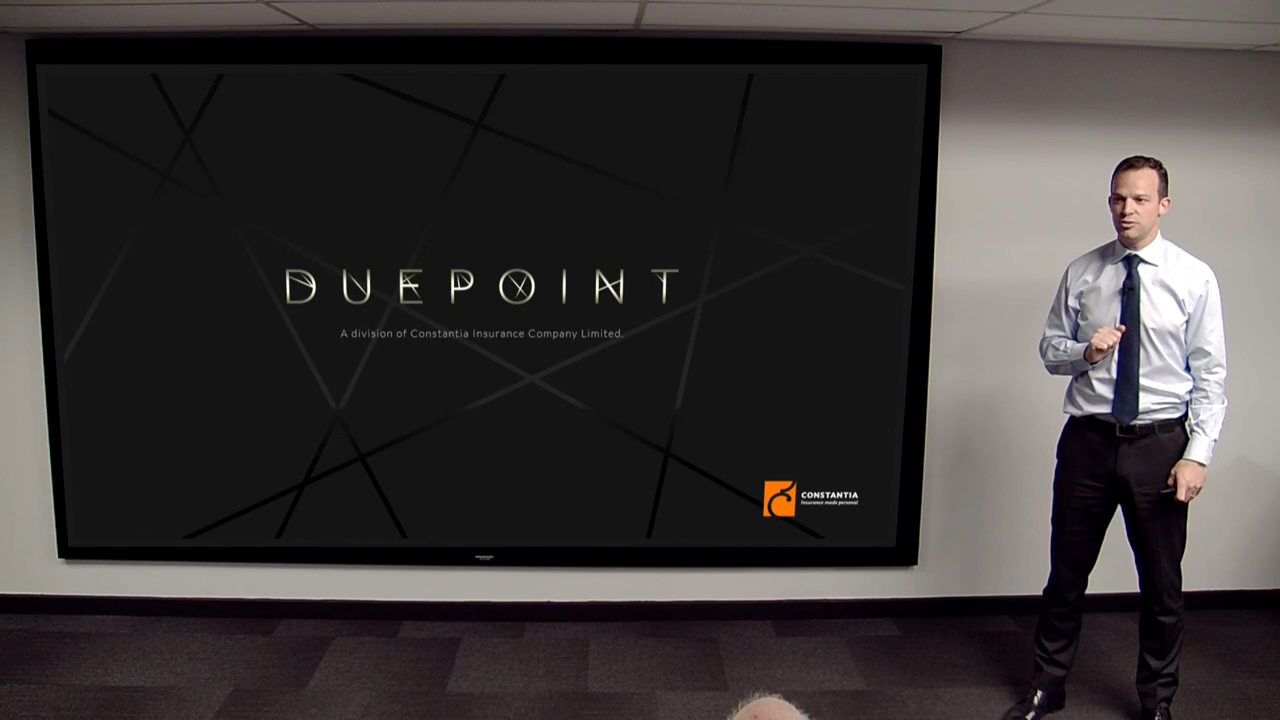 DUEPOINT
A division of Constantia Insurance Company Limited.
CONSTANTIA
Insurance made personal